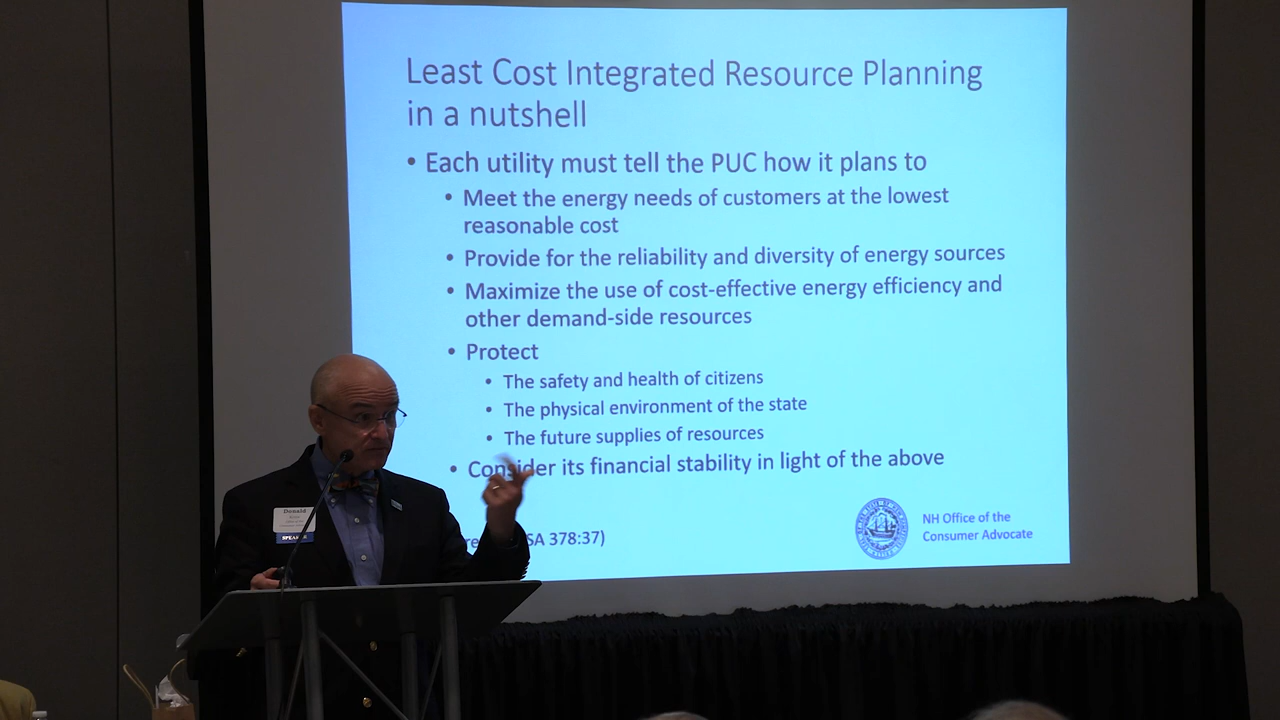 Least Cost Integrated Resource Planning
in a nutshell
• Each utility must tell the PUC how it plans to
• Meet the energy needs of customers at the lowest
reasonable cost
• Provide for the reliability and diversity of energy sources
• Maximize the use of cost-effective energy efficiency and
other demand-side resources
• Protect
• The safety and health of citizens
• The physical environment of the state
• The future supplies of resources
• Consider its financial stability in light of the above
SA 378:37)
NH Office of the
Consumer Advocate
Donald
SPEAKER